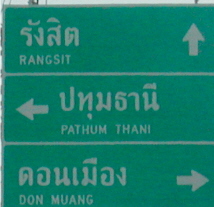 รังสิต
RANGSIT
ปทุมธานี
PATHUM THANI
ดอนเมือง
DON MUANG